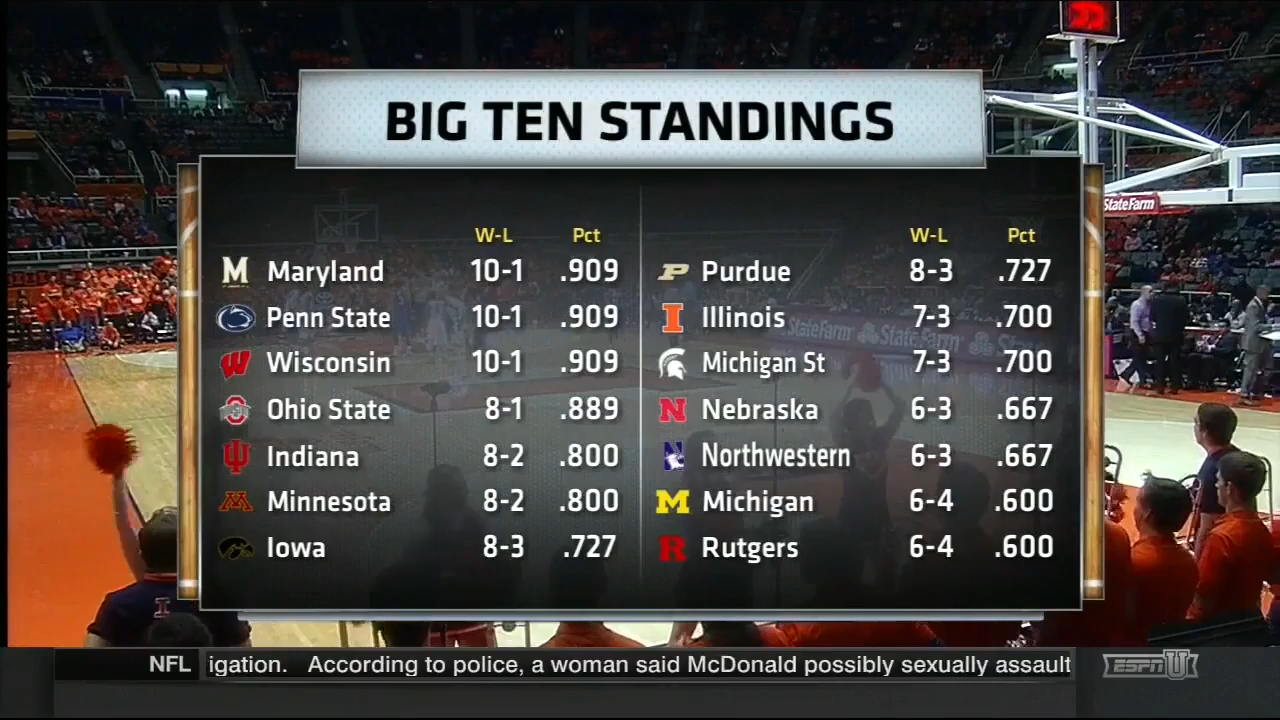 BIG TEN STANDINGS
W-L Pct
Maryland 10-1 .909
Penn State 10-1 .909
Wisconsin 10-1 .909
Ohio State 8-1 .889
Indiana 8-2 .800
Minnesota 8-2 .800
Iowa 8-3 .727
W-L Pct
Purdue 8-3 .727
Illinois 7-3 .700
Michigan St 7-3 .700
Nebraska 6-3 .667
Northwestern 6-3 .667
Michigan 6-4 .600
Rutgers 6-4 .600
StateFarm
StateFarm StateFarm State
NFL igation. According to police, a woman said McDonald possibly sexually assault
ESPNU